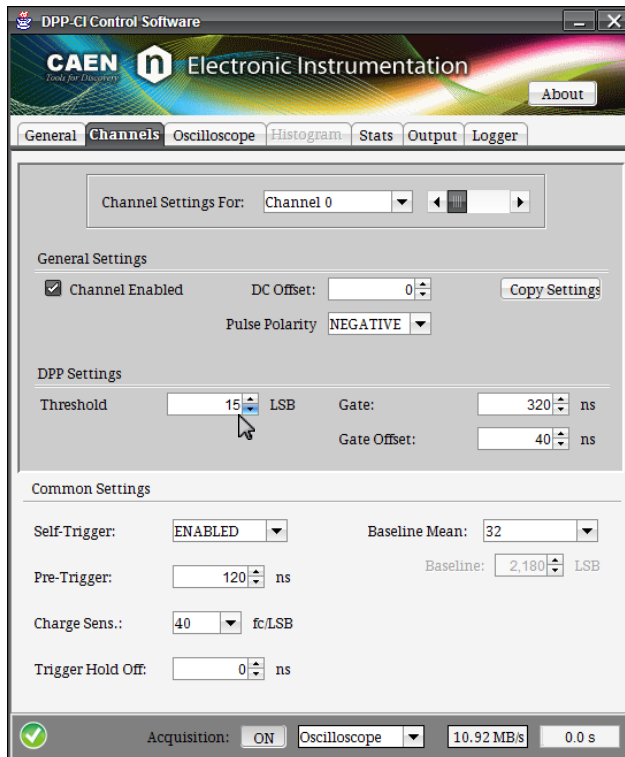 DPP-CI Control Software
CAEN n Electronic Instrumentation
Tools for Discovery
About
General Channels Oscilloscope Histogram Stats Output Logger
Channel Settings For: Channel 0
General Settings
Channel Enabled DC Offset: 0 Copy Settings
Pulse Polarity NEGATIVE
DPP Settings
Threshold 15 LSB Gate: 320 ns
Gate Offset: 40 ns
Common Settings
Self-Trigger: ENABLED Baseline Mean: 32
Baseline: 2,180 LSB
Pre-Trigger: 120 ns
Charge Sens.: 40 fc/LSB
Trigger Hold Off: 0 ns
Acquisition: ON Oscilloscope 10.92 MB/s 0.0 s